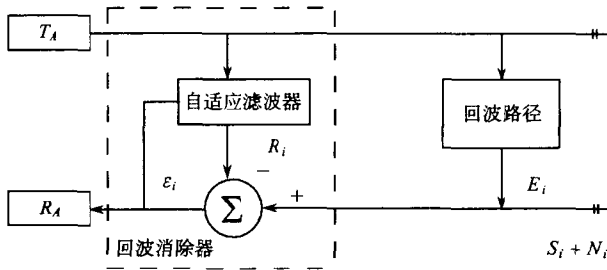 T_A
自适应滤波器
回波路径
R_i
−
ε_i
+
E_i
R_A
Σ
回波消除器
S_i + N_i